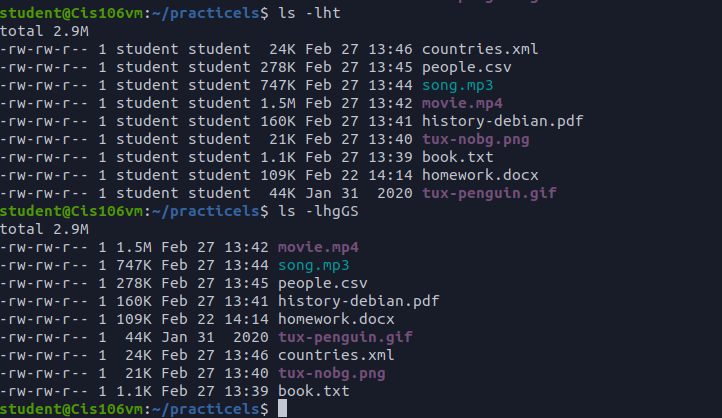 student@Cis106vm:~/practicels$ ls -lht
total 2.9M
-rw-rw-r-- 1 student student  24K Feb 27 13:46 countries.xml
-rw-rw-r-- 1 student student 278K Feb 27 13:45 people.csv
-rw-rw-r-- 1 student student 747K Feb 27 13:44 song.mp3
-rw-rw-r-- 1 student student 1.5M Feb 27 13:42 movie.mp4
-rw-rw-r-- 1 student student 160K Feb 27 13:41 history-debian.pdf
-rw-rw-r-- 1 student student  21K Feb 27 13:40 tux-nobg.png
-rw-rw-r-- 1 student student 1.1K Feb 27 13:39 book.txt
-rw-rw-r-- 1 student student 109K Feb 22 14:14 homework.docx
-rw-rw-r-- 1 student student  44K Jan 31  2020 tux-penguin.gif
student@Cis106vm:~/practicels$ ls -lhgGS
total 2.9M
-rw-rw-r-- 1 1.5M Feb 27 13:42 movie.mp4
-rw-rw-r-- 1 747K Feb 27 13:44 song.mp3
-rw-rw-r-- 1 278K Feb 27 13:45 people.csv
-rw-rw-r-- 1 160K Feb 27 13:41 history-debian.pdf
-rw-rw-r-- 1 109K Feb 22 14:14 homework.docx
-rw-rw-r-- 1  44K Jan 31  2020 tux-penguin.gif
-rw-rw-r-- 1  24K Feb 27 13:46 countries.xml
-rw-rw-r-- 1  21K Feb 27 13:40 tux-nobg.png
-rw-rw-r-- 1 1.1K Feb 27 13:39 book.txt
student@Cis106vm:~/practicels$